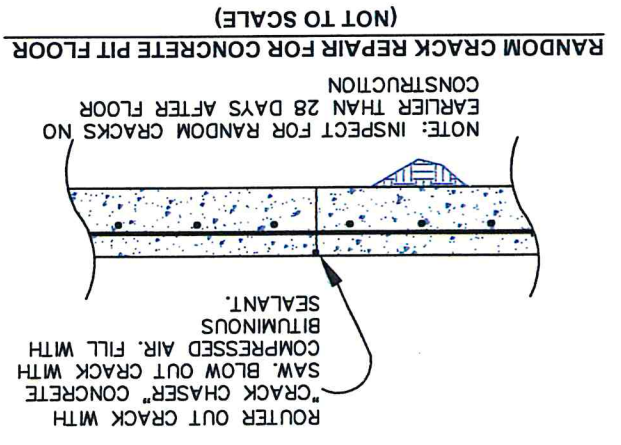 ROUTER OUT CRACK WITH
"CRACK CHASER" CONCRETE
SAW. BLOW OUT CRACK WITH
COMPRESSED AIR. FILL WITH
BITUMINOUS
SEALANT.
NOTE: INSPECT FOR RANDOM CRACKS NO
EARLIER THAN 28 DAYS AFTER FLOOR
CONSTRUCTION
RANDOM CRACK REPAIR FOR CONCRETE PIT FLOOR
(NOT TO SCALE)